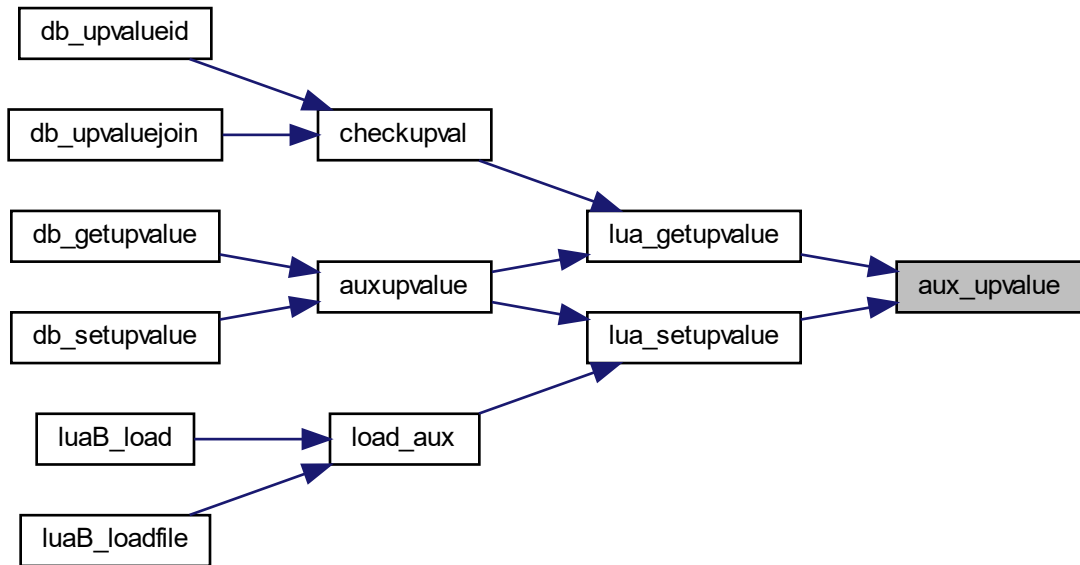 db_upvalueid
db_upvaluejoin
checkupval
db_getupvalue
lua_getupvalue
auxupvalue
aux_upvalue
db_setupvalue
lua_setupvalue
luaB_load
load_aux
luaB_loadfile